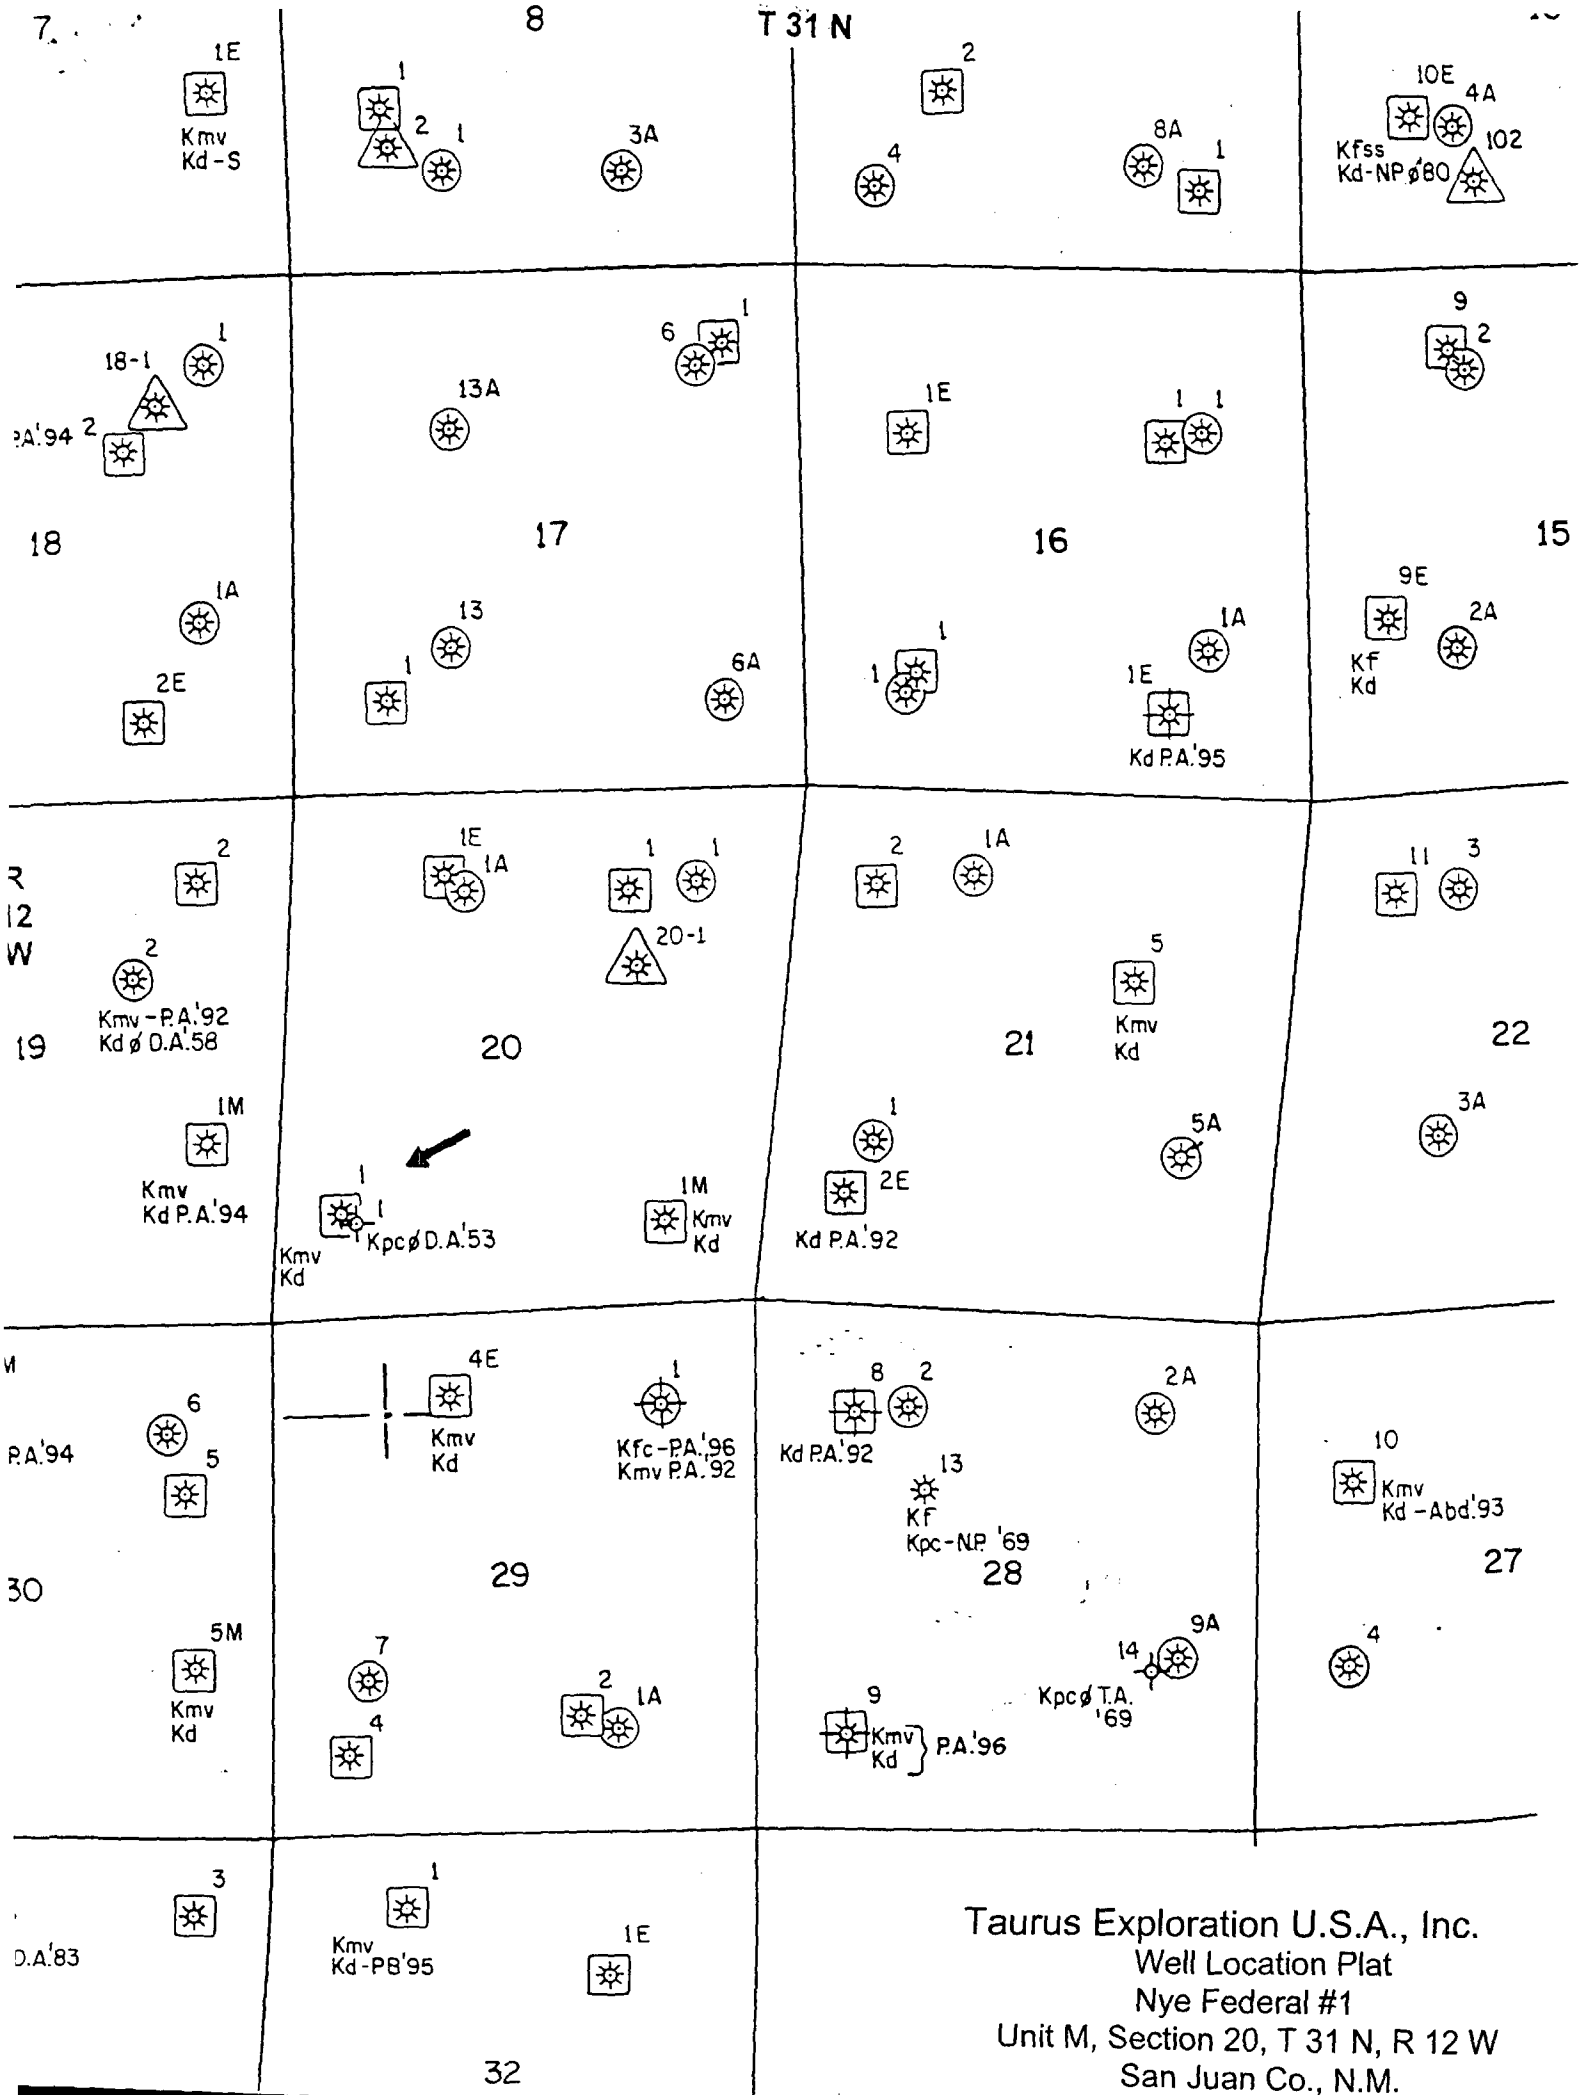 7
8
T 31 N
1E
Kmv
Kd-S
1
2
1
3A
2
4
8A
1
10E
4A
102
Kfss
Kd-NPø'80
18-1
1
P.A.'94
2
6
1
13A
1E
1
1
9
2
18
17
16
15
1A
2E
13
1
6A
1
1
1A
1E
Kd P.A.'95
9E
2A
Kf
Kd
R
12
W
2
1E
1A
1
1
20-1
2
1A
11
3
2
Kmv-P.A.'92
Kdø D.A.'58
5
Kmv
Kd
19
20
21
22
1M
Kmv
Kd P.A.'94
1
1
Kpcø D.A.'53
Kmv
Kd
1M
Kmv
Kd
1
2E
Kd P.A.'92
5A
3A
6
P.A.'94
5
4E
Kmv
Kd
1
Kfc-P.A.'96
Kmv P.A.'92
8
2
Kd P.A.'92
2A
13
Kf
Kpc-N.P. '69
10
Kmv
Kd-Abd.'93
30
29
28
27
5M
Kmv
Kd
7
4
2
1A
9
Kmv
Kd
P.A.'96
14
9A
Kpcø T.A.
'69
4
3
D.A.'83
1
Kmv
Kd-PB'95
1E
32
Taurus Exploration U.S.A., Inc.
Well Location Plat
Nye Federal #1
Unit M, Section 20, T 31 N, R 12 W
San Juan Co., N.M.